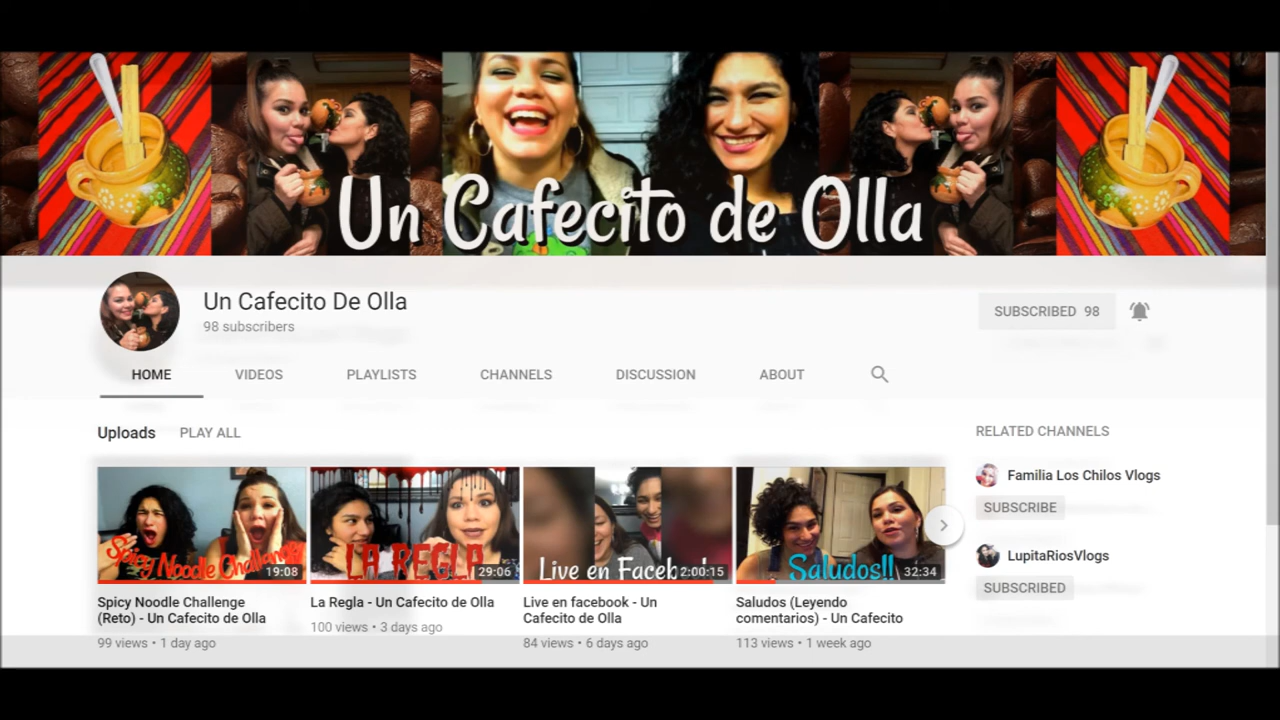 Un Cafecito de Olla
Un Cafecito De Olla
98 subscribers
SUBSCRIBED 98
HOME VIDEOS PLAYLISTS CHANNELS DISCUSSION ABOUT
Uploads PLAY ALL
RELATED CHANNELS
Familia Los Chilos Vlogs
SUBSCRIBE
LupitaRiosVlogs
SUBSCRIBED
Spicy Noodle Challenge
19:08
LA REGLA
29:06
Live en Facebook
2:00:15
Saludos!!
32:34
Spicy Noodle Challenge
(Reto) - Un Cafecito de Olla
99 views • 1 day ago
La Regla - Un Cafecito de Olla
100 views • 3 days ago
Live en facebook - Un
Cafecito de Olla
84 views • 6 days ago
Saludos (Leyendo
comentarios) - Un Cafecito
113 views • 1 week ago